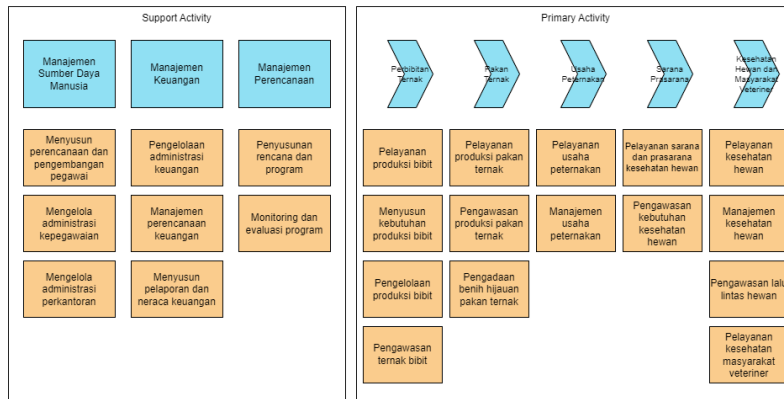 Support Activity
Manajemen
Sumber Daya
Manusia
Manajemen
Keuangan
Manajemen
Perencanaan
Menyusun
perencanaan dan
pengembangan
pegawai
Pengelolaan
administrasi
keuangan
Penyusunan
rencana dan
program
Mengelola
administrasi
kepegawaian
Manajemen
perencanaan
keuangan
Monitoring dan
evaluasi program
Mengelola
administrasi
perkantoran
Menyusun
pelaporan dan
neraca keuangan
Primary Activity
Perbibitan
Ternak
Pakan
Ternak
Usaha
Peternakan
Sarana
Prasarana
Kesehatan
Hewan dan
Masyarakat
Veteriner
Pelayanan
produksi bibit
Pelayanan
produksi pakan
ternak
Pelayanan
usaha
peternakan
Pelayanan sarana
dan prasarana
kesehatan hewan
Pelayanan
kesehatan
hewan
Menyusun
kebutuhan
produksi bibit
Pengawasan
produksi pakan
ternak
Manajemen
usaha
peternakan
Pengawasan
kebutuhan
kesehatan
hewan
Manajemen
kesehatan
hewan
Pengelolaan
produksi bibit
Pengadaan
benih hijauan
pakan ternak
Pengawasan lalu
lintas hewan
Pengawasan
ternak bibit
Pelayanan
kesehatan
masyarakat
veteriner